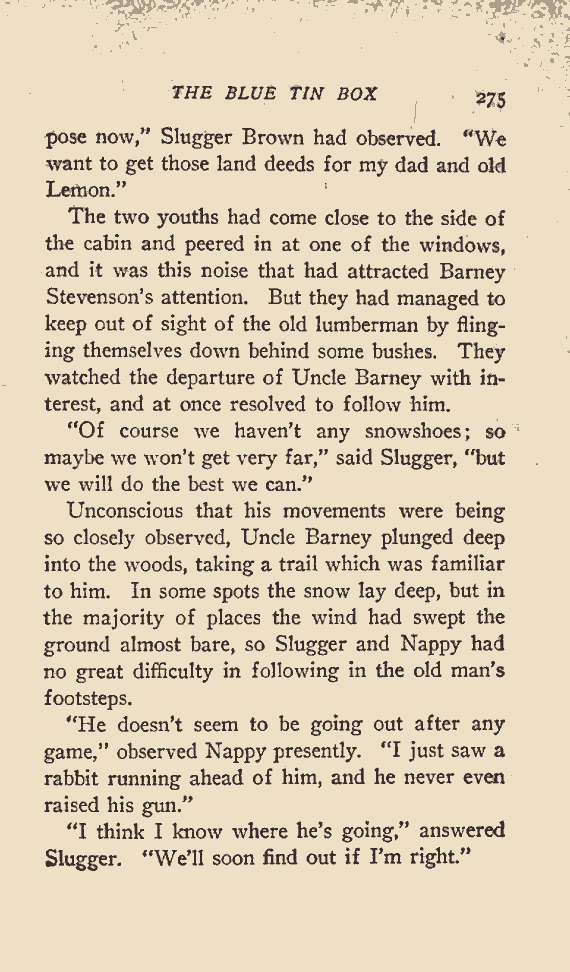 THE BLUE TIN BOX 275
pose now,” Slugger Brown had observed. “We
want to get those land deeds for my dad and old
Lemon.”
The two youths had come close to the side of
the cabin and peered in at one of the windows,
and it was this noise that had attracted Barney
Stevenson’s attention. But they had managed to
keep out of sight of the old lumberman by fling-
ing themselves down behind some bushes. They
watched the departure of Uncle Barney with in-
terest, and at once resolved to follow him.
“Of course we haven’t any snowshoes; so
maybe we won’t get very far,” said Slugger, “but
we will do the best we can.”
Unconscious that his movements were being
so closely observed, Uncle Barney plunged deep
into the woods, taking a trail which was familiar
to him. In some spots the snow lay deep, but in
the majority of places the wind had swept the
ground almost bare, so Slugger and Nappy had
no great difficulty in following in the old man’s
footsteps.
“He doesn’t seem to be going out after any
game,” observed Nappy presently. “I just saw a
rabbit running ahead of him, and he never even
raised his gun.”
“I think I know where he’s going,” answered
Slugger. “We’ll soon find out if I’m right.”